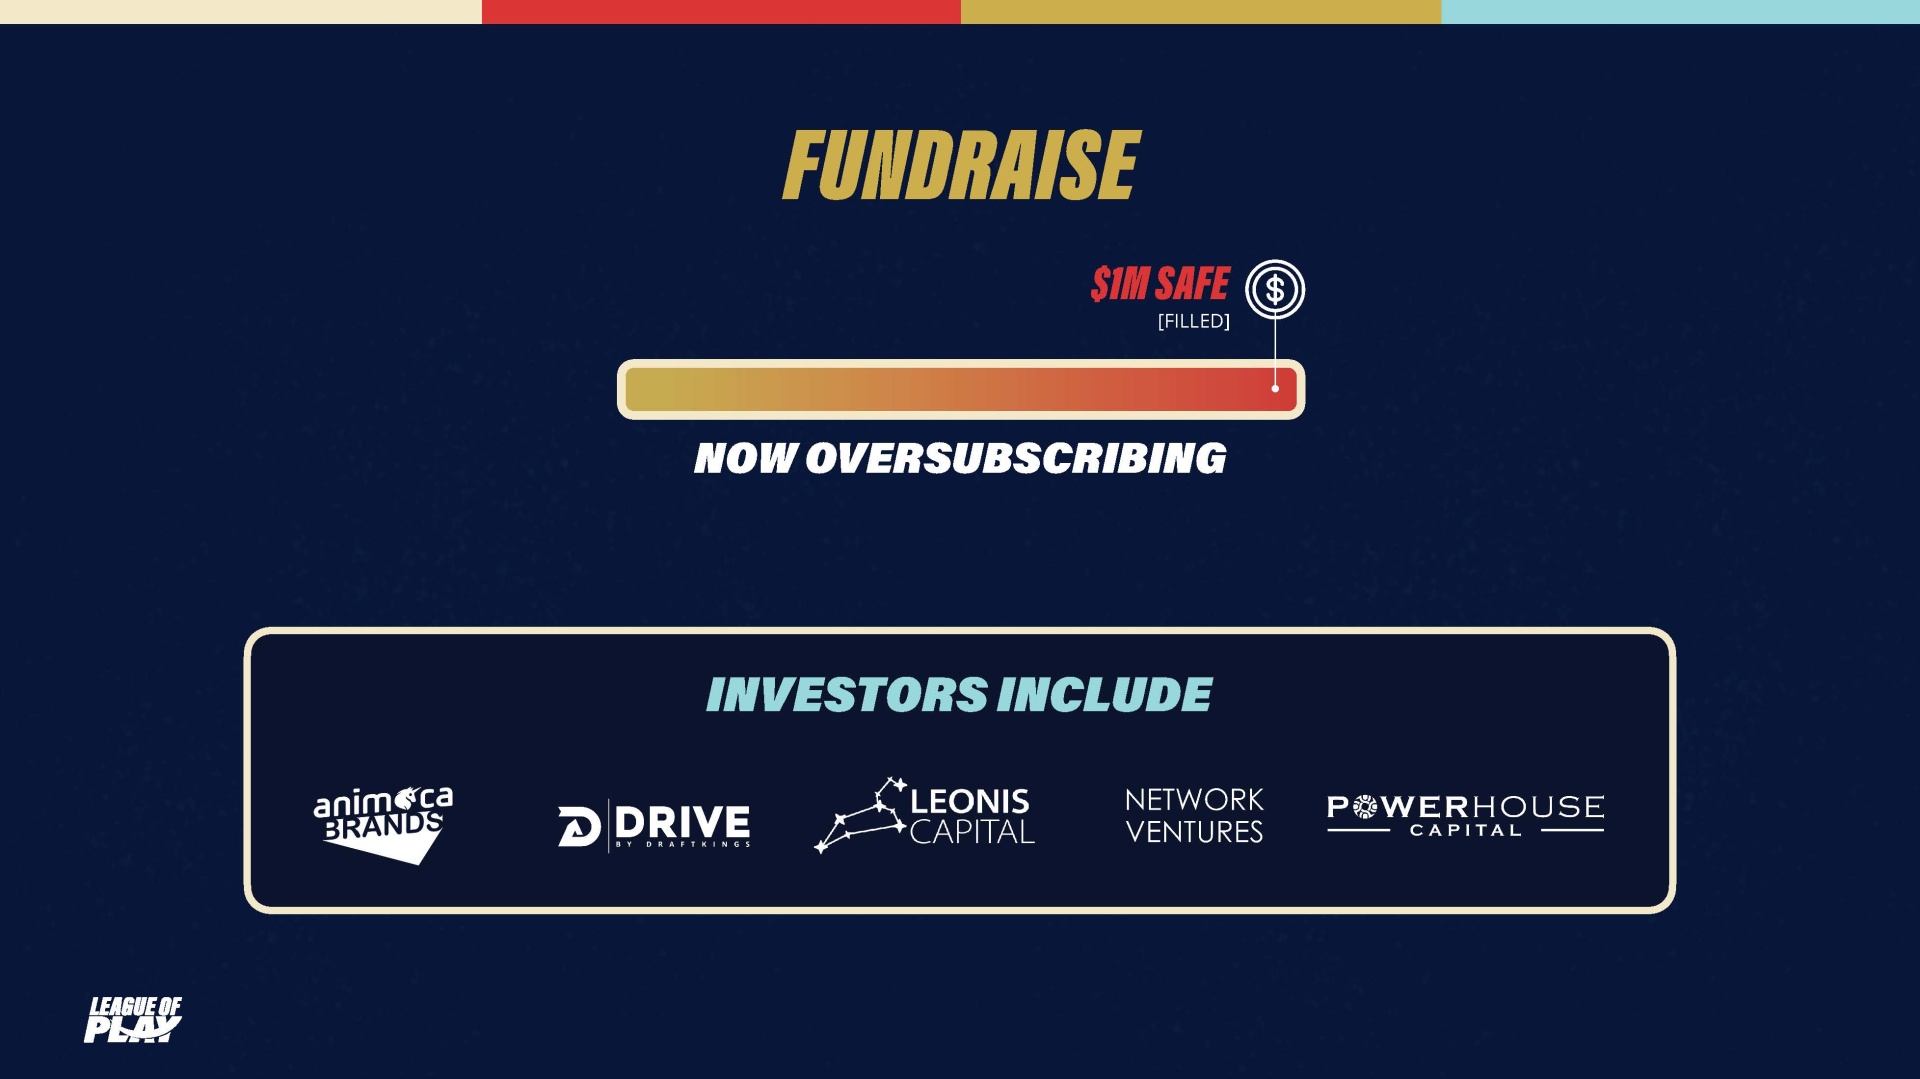 FUNDRAISE
$1M SAFE
[FILLED]
$
NOW OVERSUBSCRIBING
INVESTORS INCLUDE
animoca
BRANDS
DRIVE
BY DRAFTKINGS
LEONIS
CAPITAL
NETWORK
VENTURES
POWERHOUSE
CAPITAL
LEAGUE OF
PLAY